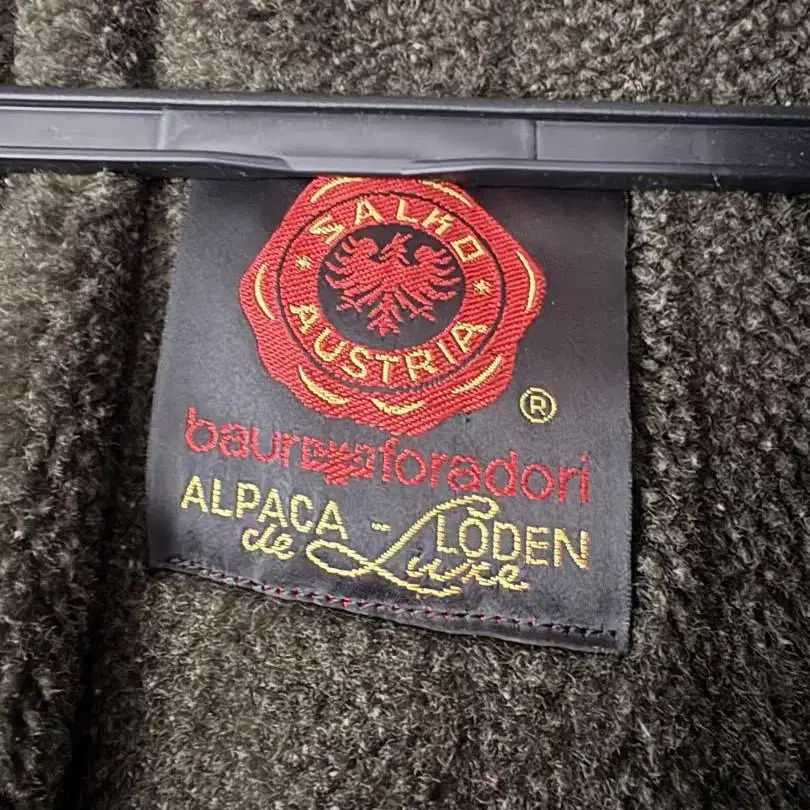 SALKO
AUSTRIA
®
baur foradori
ALPACA - LODEN
de Luxe